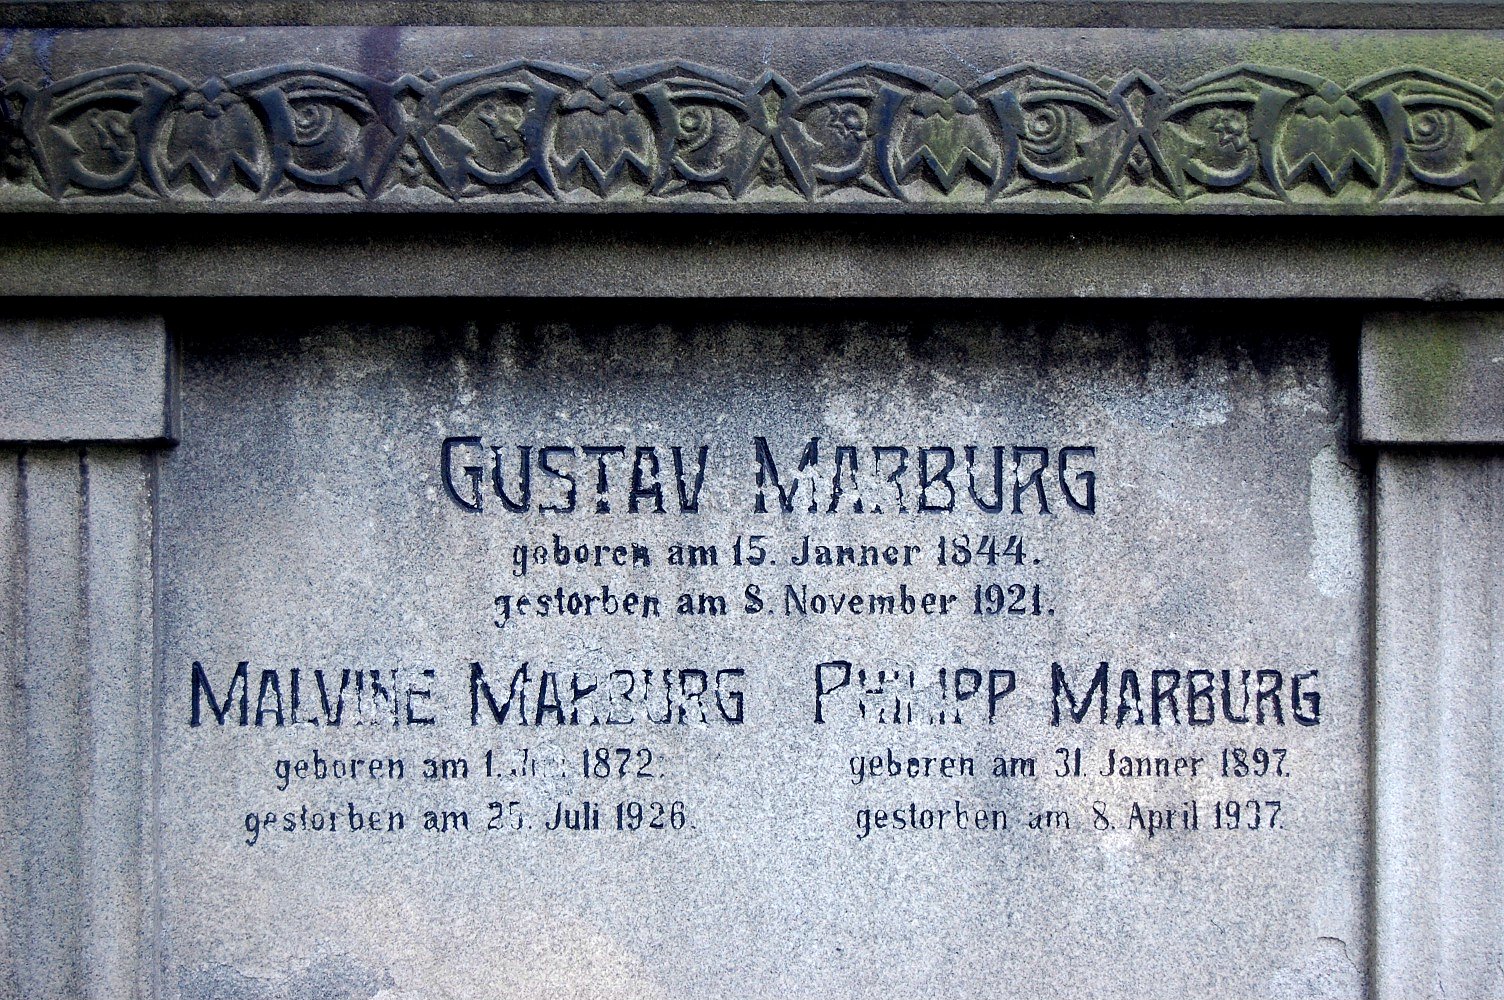 GUSTAV MARBURG
geboren am 15. Janner 1844.
gestorben am 8. November 1921.
MALVINE MARBURG
geboren am 1. 1872.
gestorben am 25. Juli 1926.
PHILIPP MARBURG
geboren am 31. Janner 1897.
gestorben am 8. April 1937.